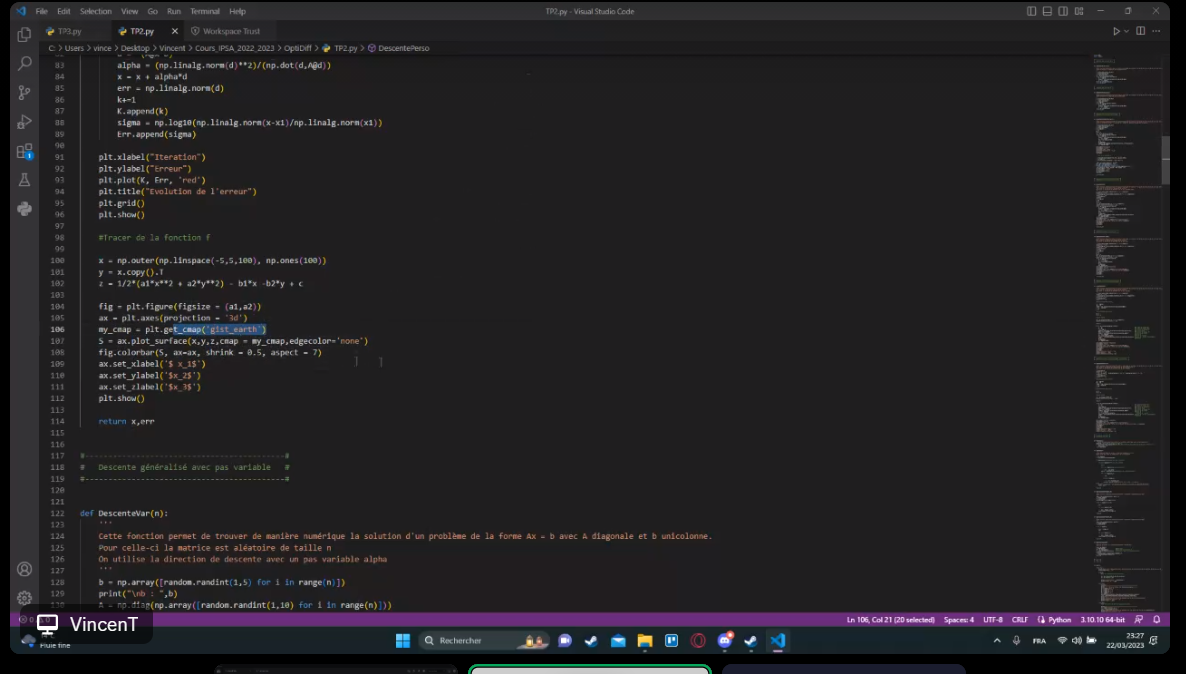 File Edit Selection View Go Run Terminal Help
TP2.py - Visual Studio Code
TP3.py TP2.py Workspace Trust
C: > Users > vince > Desktop > Vincent > Cours_IPSA_2022_2023 > OptiDiff > TP2.py > DescentePerso
83 alpha = (np.linalg.norm(d)**2)/(np.dot(d,A@d))
84 x = x + alpha*d
85 err = np.linalg.norm(d)
86 k+=1
87 K.append(k)
88 sigma = np.log10(np.linalg.norm(x-x1)/np.linalg.norm(x1))
89 Err.append(sigma)
90
91 plt.xlabel("Iteration")
92 plt.ylabel("Erreur")
93 plt.plot(K, Err, 'red')
94 plt.title("Evolution de l'erreur")
95 plt.grid()
96 plt.show()
97
98 #Tracer de la fonction f
99
100 x = np.outer(np.linspace(-5,5,100), np.ones(100))
101 y = x.copy().T
102 z = 1/2*(a1*x**2 + a2*y**2) - b1*x -b2*y + c
103
104 fig = plt.figure(figsize = (a1,a2))
105 ax = plt.axes(projection = '3d')
106 my_cmap = plt.get_cmap('gist_earth')
107 S = ax.plot_surface(x,y,z,cmap = my_cmap,edgecolor='none')
108 fig.colorbar(S, ax=ax, shrink = 0.5, aspect = 7)
109 ax.set_xlabel('$ x_1$')
110 ax.set_ylabel('$x_2$')
111 ax.set_zlabel('$x_3$')
112 plt.show()
113
114 return x,err
115
116
117 #-----------------------------------------#
118 # Descente généralisé avec pas variable #
119 #-----------------------------------------#
120
121
122 def DescenteVar(n):
123 '''
124 Cette fonction permet de trouver de manière numérique la solution d'un problème de la forme Ax = b avec A diagonale et b unicolonne.
125 Pour celle-ci la matrice est aléatoire de taille n
126 On utilise la direction de descente avec un pas variable alpha
127 '''
128 b = np.array([random.randint(1,5) for i in range(n)])
129 print("\nb : ",b)
130 A = np.diag(np.array([random.randint(1,10) for i in range(n)]))
Ln 106, Col 21 (20 selected) Spaces: 4 UTF-8 CRLF Python 3.10.10 64-bit
VincenT
Pluie fine
Rechercher
FRA
23:27
22/03/2023